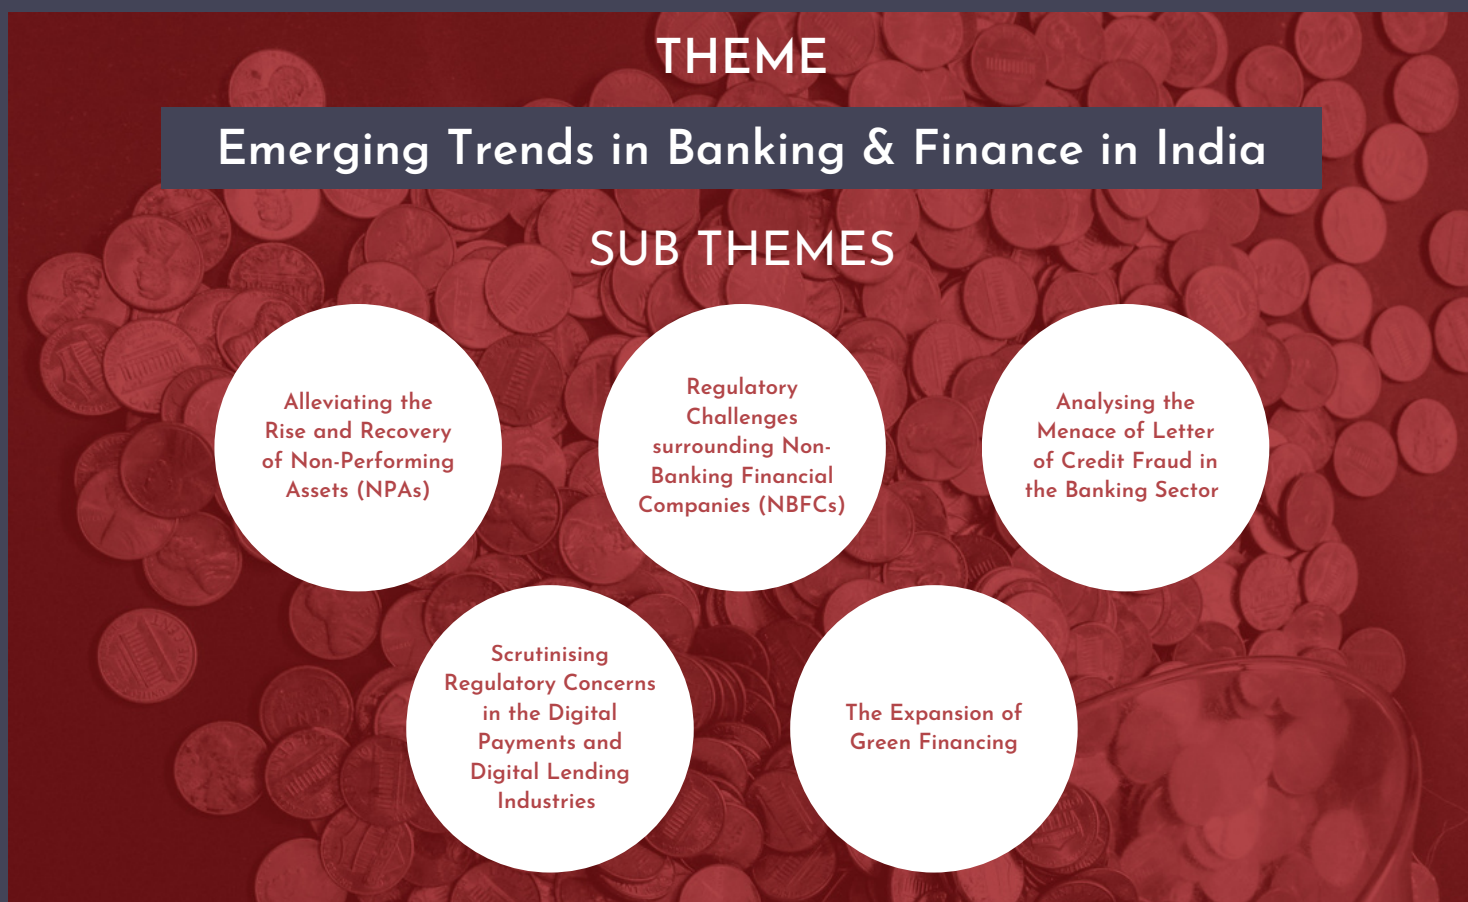 THEME
Emerging Trends in Banking & Finance in India
SUB THEMES
Alleviating the
Rise and Recovery
of Non-Performing
Assets (NPAs)
Regulatory
Challenges
surrounding Non-
Banking Financial
Companies (NBFCs)
Analysing the
Menace of Letter
of Credit Fraud in
the Banking Sector
Scrutinising
Regulatory Concerns
in the Digital
Payments and
Digital Lending
Industries
The Expansion of
Green Financing